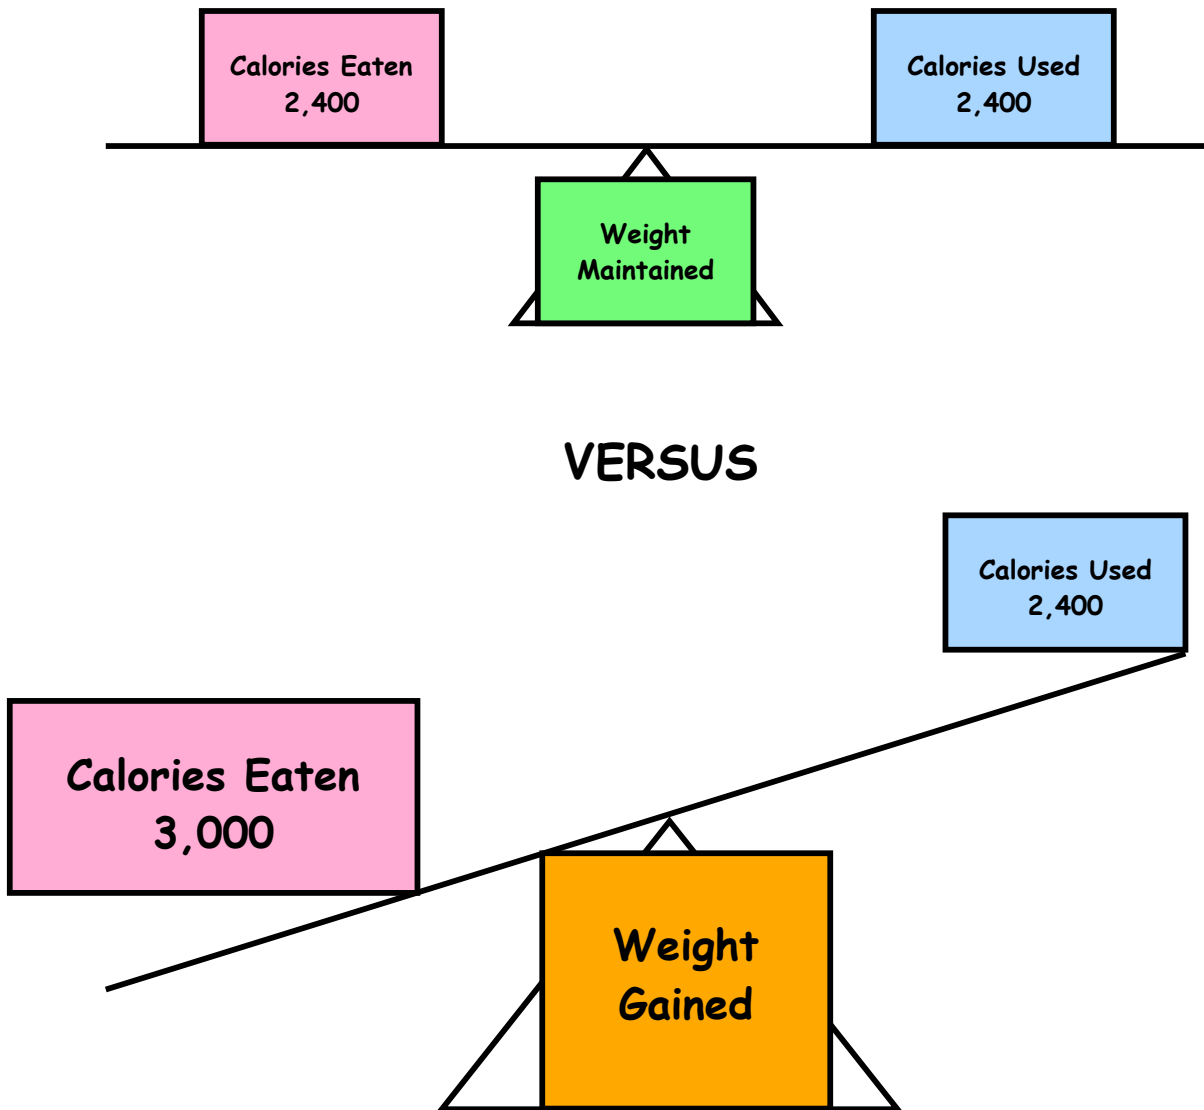 Calories Eaten
2,400
Calories Used
2,400
Weight
Maintained
VERSUS
Calories Used
2,400
Calories Eaten
3,000
Weight
Gained